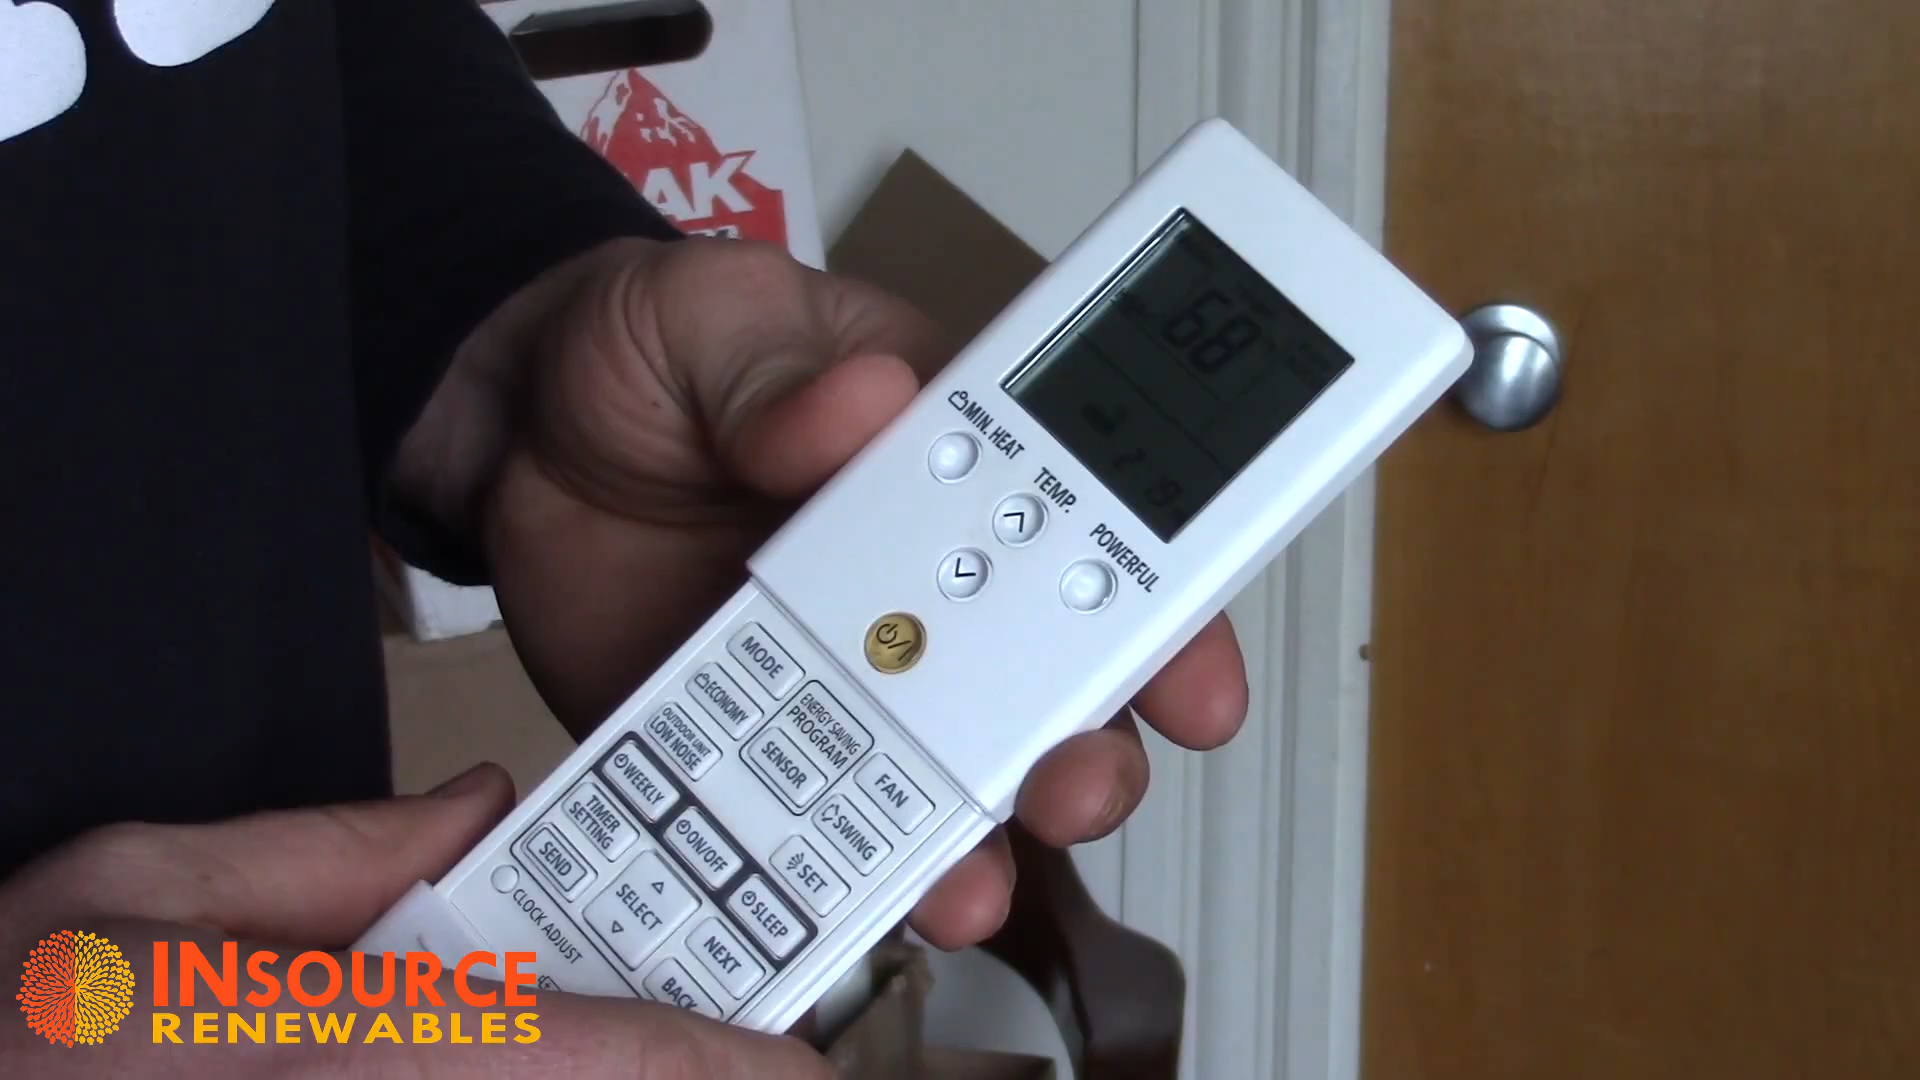 AK
68
MIN. HEAT
TEMP.
POWERFUL
MODE
ECONOMY
OUTDOOR UNIT
LOW NOISE
ENERGY SAVING
PROGRAM
SENSOR
FAN
SWING
SET
WEEKLY
ON/OFF
SLEEP
TIMER
SETTING
SEND
SELECT
NEXT
BACK
CLOCK ADJUST
INSOURCE
RENEWABLES